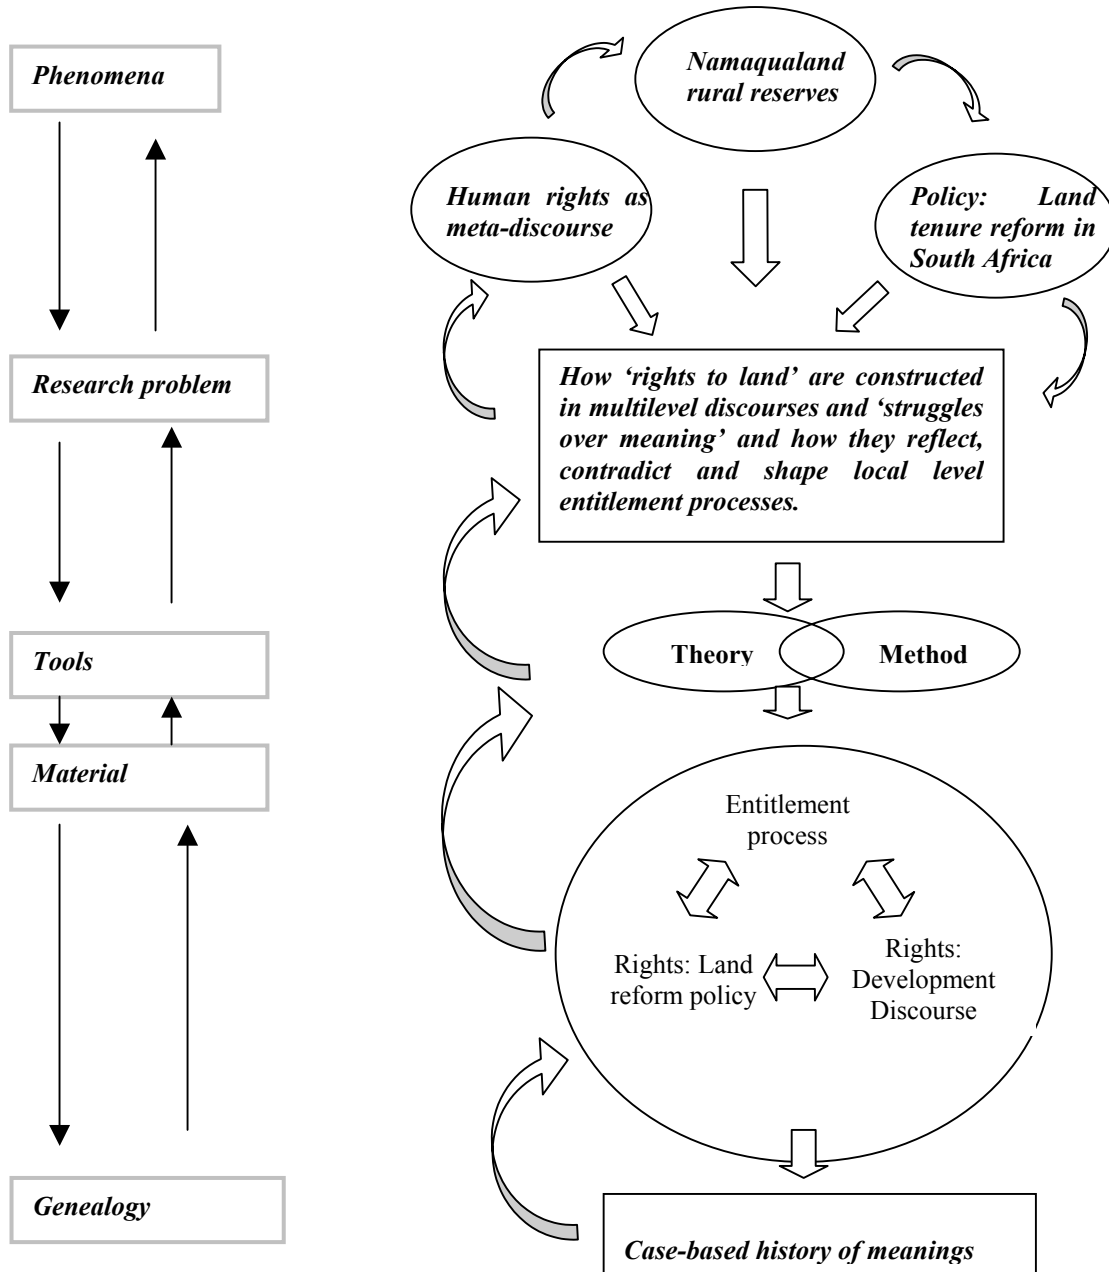 Phenomena
Namaqualand
rural reserves
Human rights as
meta-discourse
Policy: Land
tenure reform in
South Africa
Research problem
How ‘rights to land’ are constructed
in multilevel discourses and ‘struggles
over meaning’ and how they reflect,
contradict and shape local level
entitlement processes.
Tools
Theory
Method
Material
Entitlement
process
Rights: Land
reform policy
Rights:
Development
Discourse
Genealogy
Case-based history of meanings